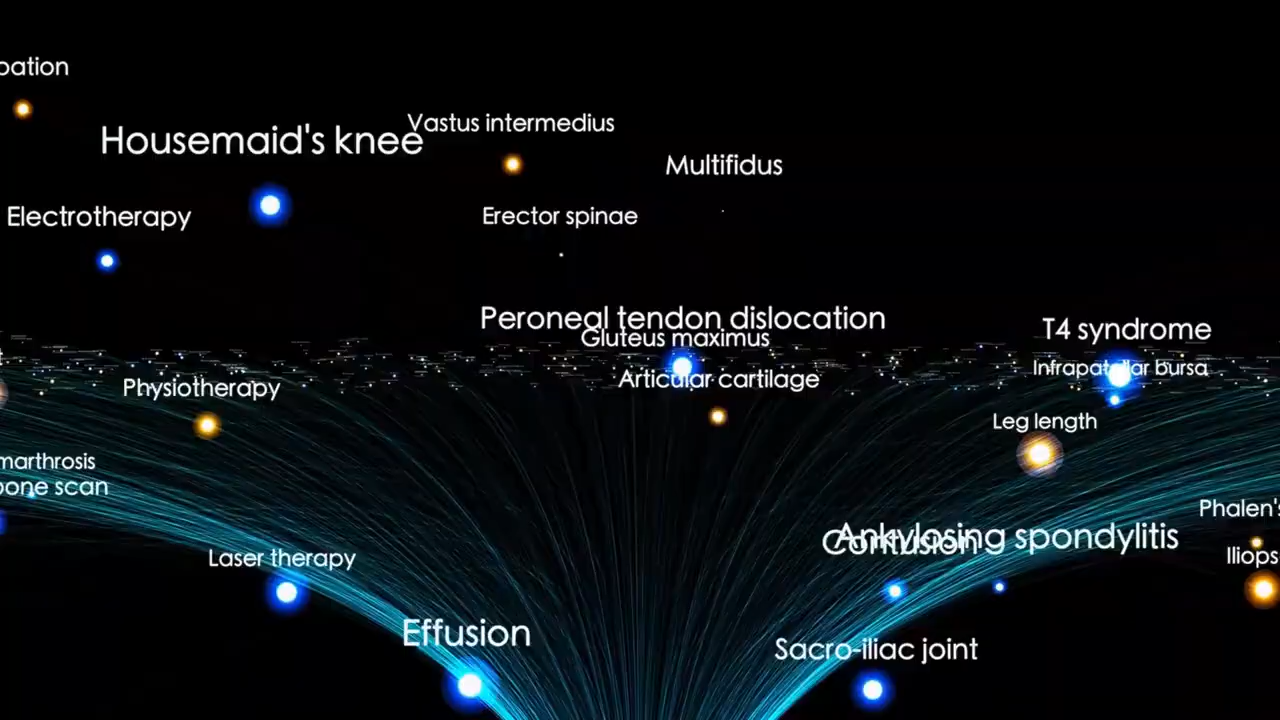 pation
Housemaid's knee
Vastus intermedius
Multifidus
Electrotherapy
Erector spinae
Peroneal tendon dislocation
Gluteus maximus
T4 syndrome
Infrapatellar bursa
Physiotherapy
Articular cartilage
Leg length
marthrosis
bone scan
Phalen's
Laser therapy
Contusion
Ankylosing spondylitis
Iliops
Effusion
Sacro-iliac joint